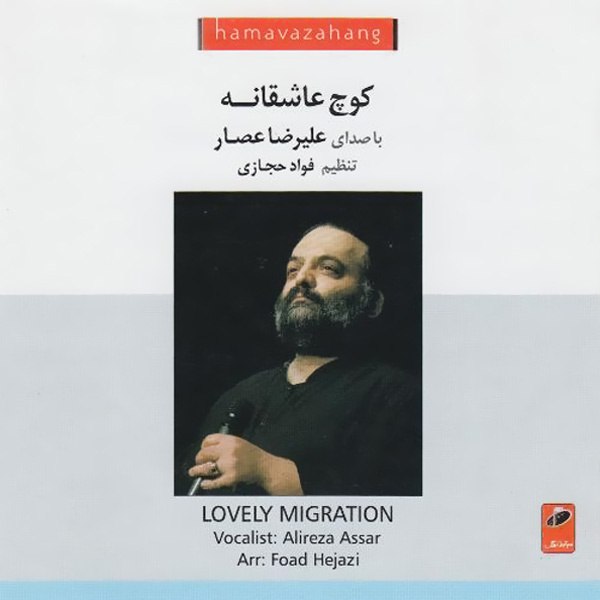 hamavazahang
کوچ عاشقانه
با صدای علیرضا عصار
تنظیم فواد حجازی
LOVELY MIGRATION
Vocalist: Alireza Assar
Arr: Foad Hejazi